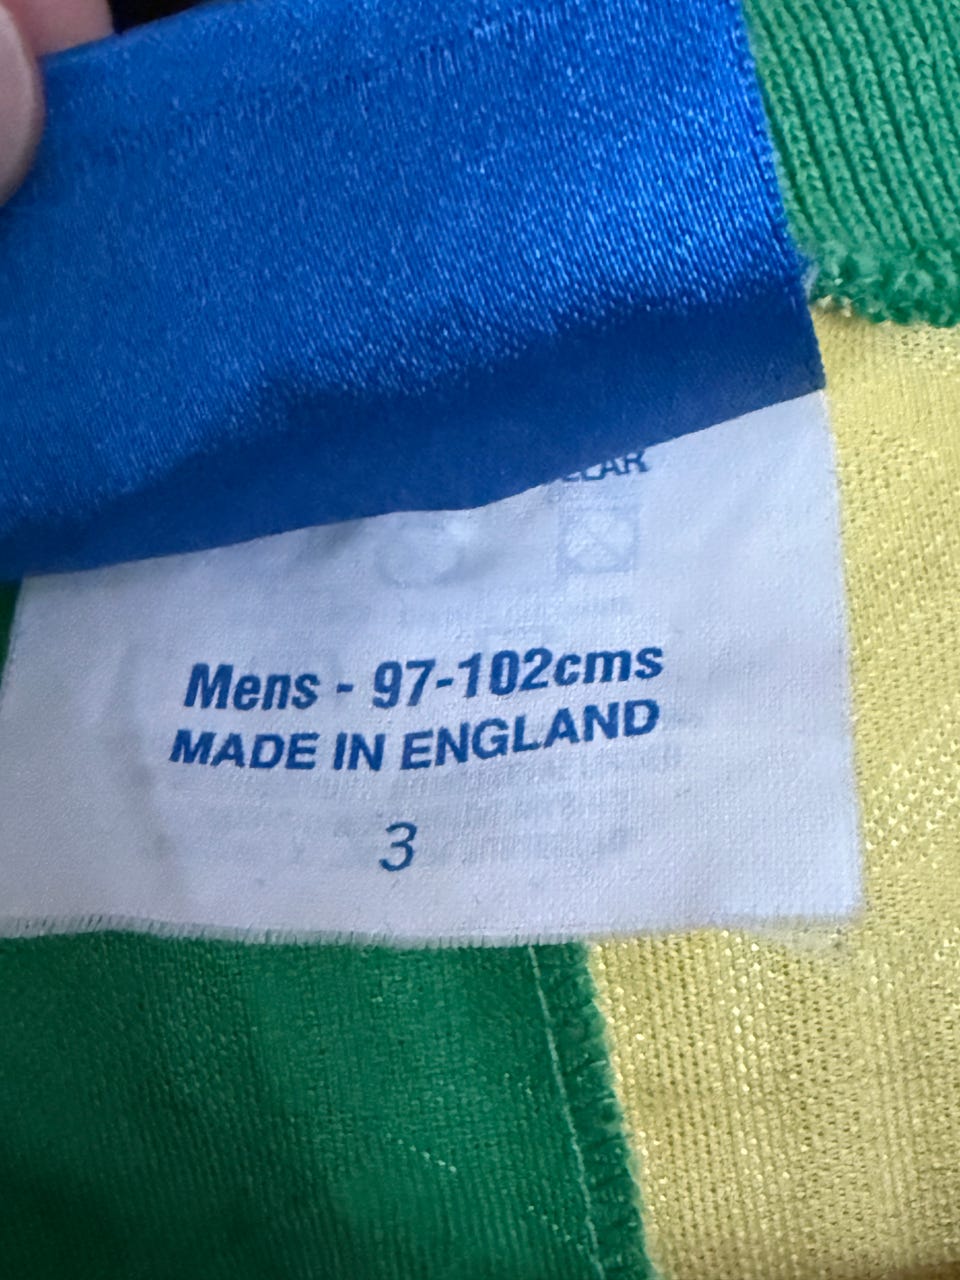 Mens - 97-102cms
MADE IN ENGLAND
3